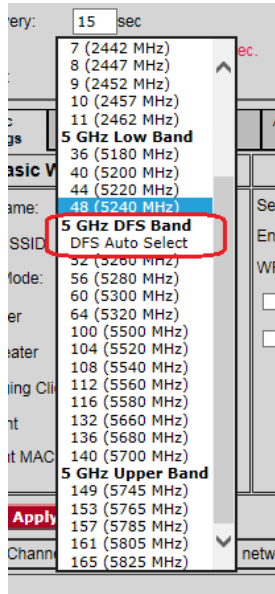 very: 15 sec
7 (2442 MHz)
8 (2447 MHz)
ec.
9 (2452 MHz)
10 (2457 MHz)
11 (2462 MHz)
gs
5 GHz Low Band
36 (5180 MHz)
asic
40 (5200 MHz)
44 (5220 MHz)
ame:
48 (5240 MHz)
Se
5 GHz DFS Band
SSID
DFS Auto Select
En
52 (5260 MHz)
Mode:
56 (5280 MHz)
60 (5300 MHz)
er
64 (5320 MHz)
100 (5500 MHz)
eater
104 (5520 MHz)
108 (5540 MHz)
ing Cli
112 (5560 MHz)
116 (5580 MHz)
nt
132 (5660 MHz)
136 (5680 MHz)
nt MAC
140 (5700 MHz)
5 GHz Upper Band
149 (5745 MHz)
153 (5765 MHz)
Apply
157 (5785 MHz)
161 (5805 MHz)
Chann
netw
165 (5825 MHz)